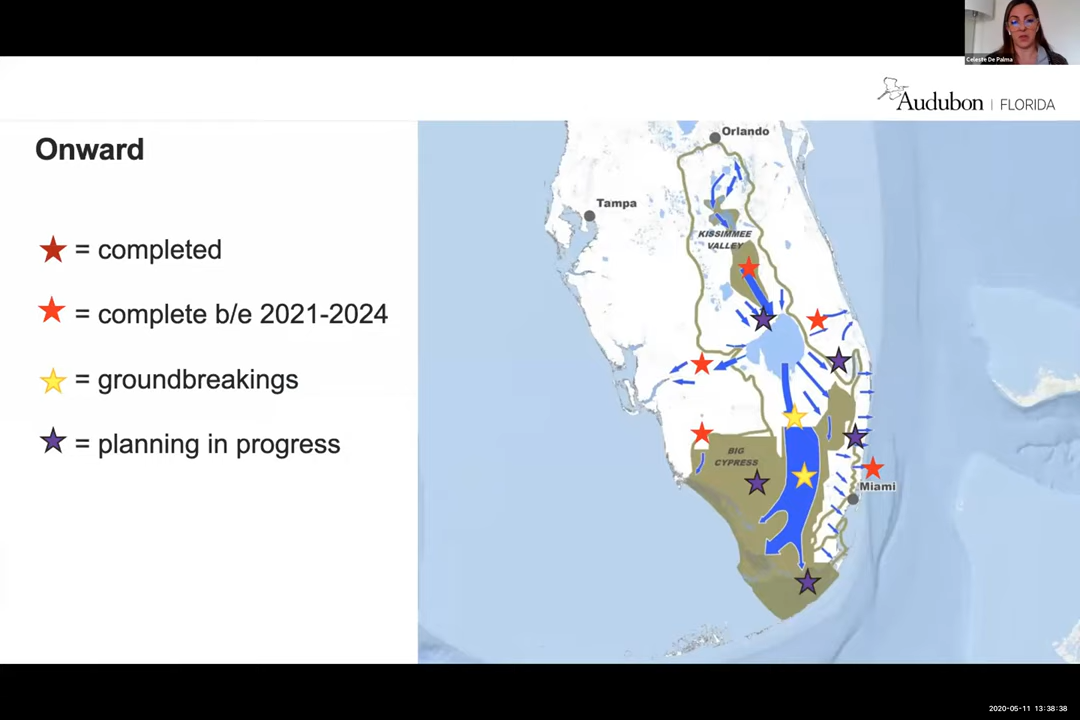 Celeste De Palma
Audubon | FLORIDA
Onward
= completed
= complete b/e 2021-2024
= groundbreakings
= planning in progress
Orlando
Tampa
KISSIMMEE
VALLEY
BIG
CYPRESS
Miami
2020-05-11 13:38:38